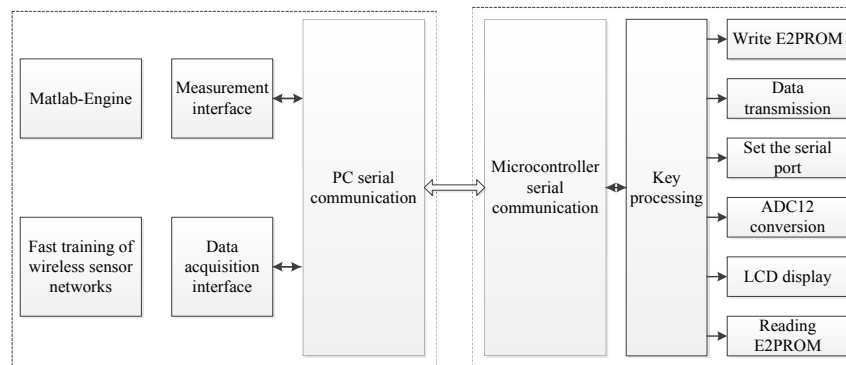 Matlab-Engine
Measurement
interface
Fast training of
wireless sensor
networks
Data
acquisition
interface
PC serial
communication
Microcontroller
serial
communication
Key
processing
Write E2PROM
Data
transmission
Set the serial
port
ADC12
conversion
LCD display
Reading
E2PROM